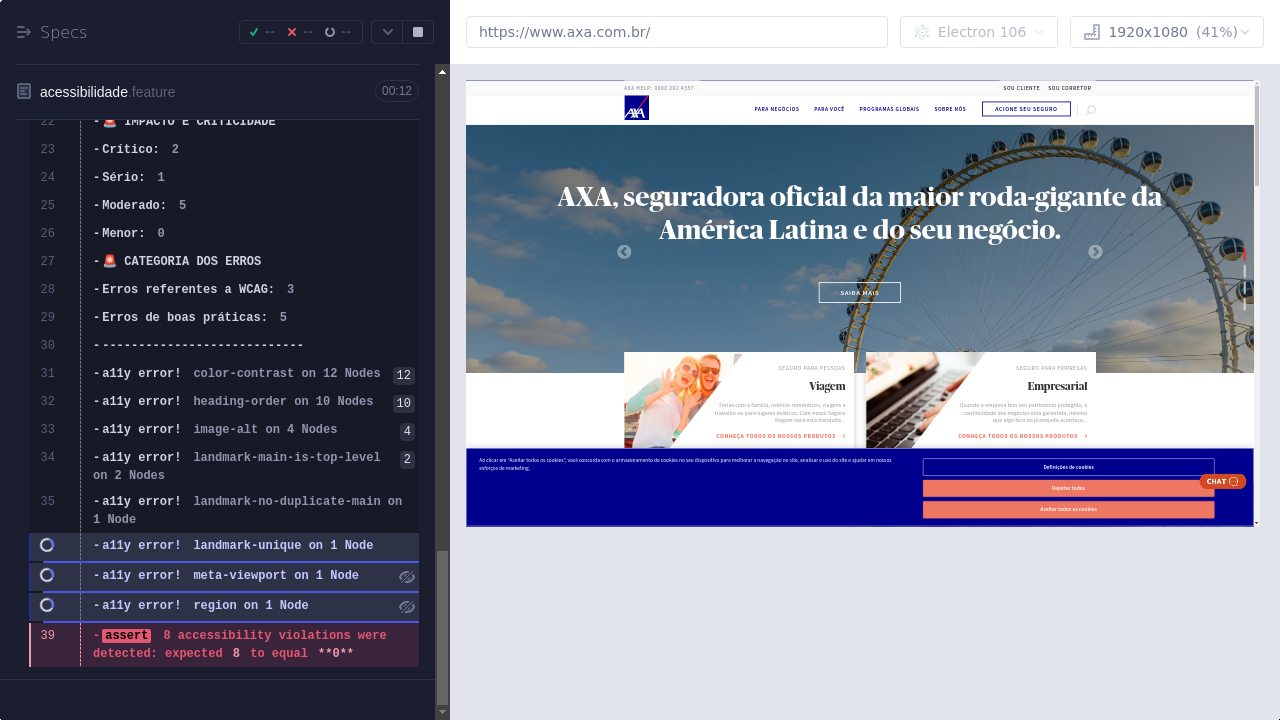 Specs
--
--
--
https://www.axa.com.br/
Electron 106
1920x1080 (41%)
acessibilidade.feature
00:12
22 🚨 IMPACTO E CRITICIDADE
23 -Crítico: 2
24 -Sério: 1
25 -Moderado: 5
26 -Menor: 0
27 -🚨 CATEGORIA DOS ERROS
28 -Erros referentes a WCAG: 3
29 -Erros de boas práticas: 5
30 -----------------------------
31 -a11y error! color-contrast on 12 Nodes 12
32 -a11y error! heading-order on 10 Nodes 10
33 -a11y error! image-alt on 4 Nodes 4
34 -a11y error! landmark-main-is-top-level 2
on 2 Nodes
35 -a11y error! landmark-no-duplicate-main on
1 Node
-a11y error! landmark-unique on 1 Node
-a11y error! meta-viewport on 1 Node
-a11y error! region on 1 Node
39 -assert 8 accessibility violations were
detected: expected 8 to equal **0**
AXA HELP: 0800 292 4357
SOU CLIENTE SOU CORRETOR
AXA
PARA NEGÓCIOS PARA VOCÊ PROGRAMAS GLOBAIS SOBRE NÓS ACIONE SEU SEGURO
AXA, seguradora oficial da maior roda-gigante da
América Latina e do seu negócio.
SAIBA MAIS
SEGURO PARA PESSOAS
Viagem
Férias com a família, roteiros românticos, viagens a
trabalho ou para lugares exóticos. Com nosso Seguro
Viagem você está tranquilo...
CONHEÇA TODOS OS NOSSOS PRODUTOS
SEGURO PARA EMPRESAS
Empresarial
Quando a empresa tem seu patrimônio protegido, a
continuidade dos negócios está garantida, mesmo
que algo fora do planejado aconteça...
CONHEÇA TODOS OS NOSSOS PRODUTOS
Ao clicar em "Aceitar todos os cookies", você concorda com o armazenamento de cookies no seu dispositivo para melhorar a navegação no site, analisar o uso do site e ajudar em nossos
esforços de marketing.
Definições de cookies
Rejeitar todos
Aceitar todos os cookies
CHAT